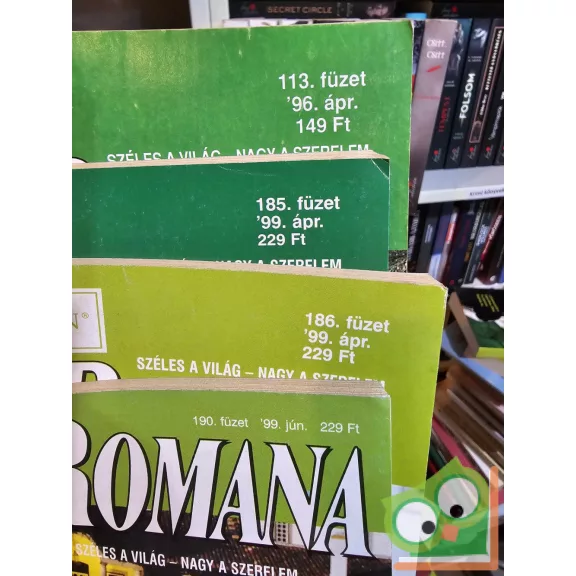 SECRET CIRCLE
113. füzet
'96. ápr.
149 Ft
SZÉLES A VILÁG – NAGY A SZERELEM
185. füzet
'99. ápr.
229 Ft
NAGY A SZERELEM
N®
186. füzet
'99. ápr.
229 Ft
SZÉLES A VILÁG – NAGY A SZERELEM
190. füzet '99. jún. 229 Ft
ROMANA
SZÉLES A VILÁG – NAGY A SZERELEM
FOLSOM